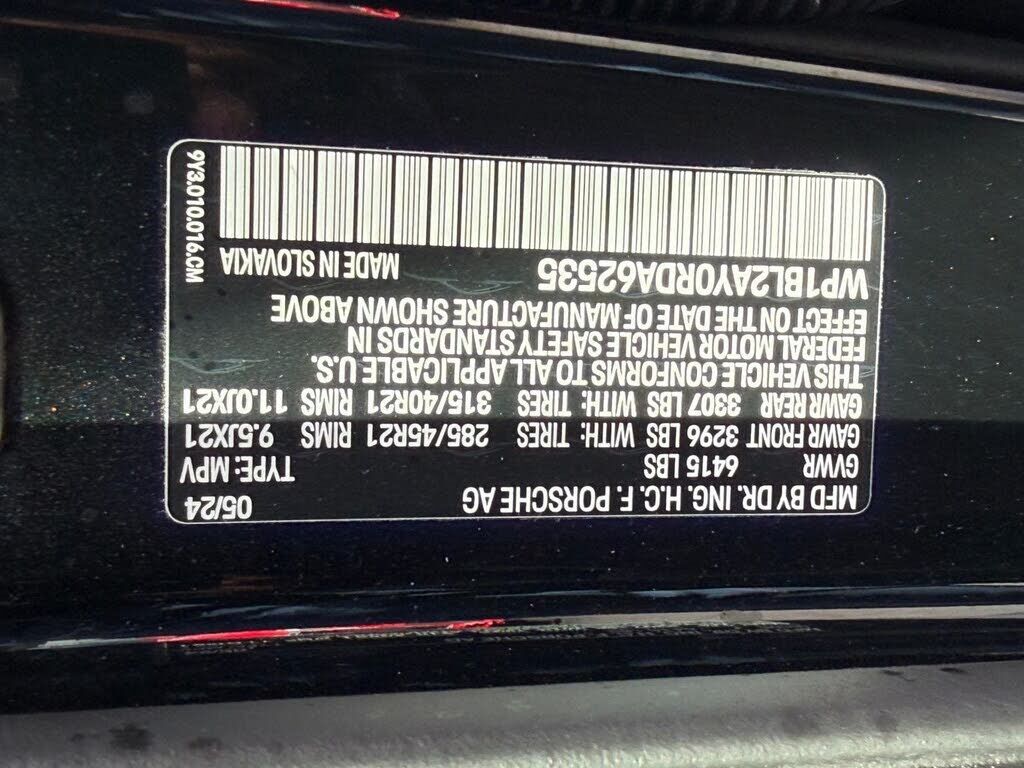 MFD BY DR. ING. H.C. F. PORSCHE AG 05/24
GVWR 6415 LBS TYPE: MPV
GAWR FRONT 3296 LBS WITH: TIRES 285/45R21 RIMS 9.5JX21
GAWR REAR 3307 LBS WITH: TIRES 315/40R21 RIMS 11.0JX21
THIS VEHICLE CONFORMS TO ALL APPLICABLE U.S.
FEDERAL MOTOR VEHICLE SAFETY STANDARDS IN
EFFECT ON THE DATE OF MANUFACTURE SHOWN ABOVE
WP1BL2AY0RDA62535 MADE IN SLOVAKIA
9Y3.010.016.CM